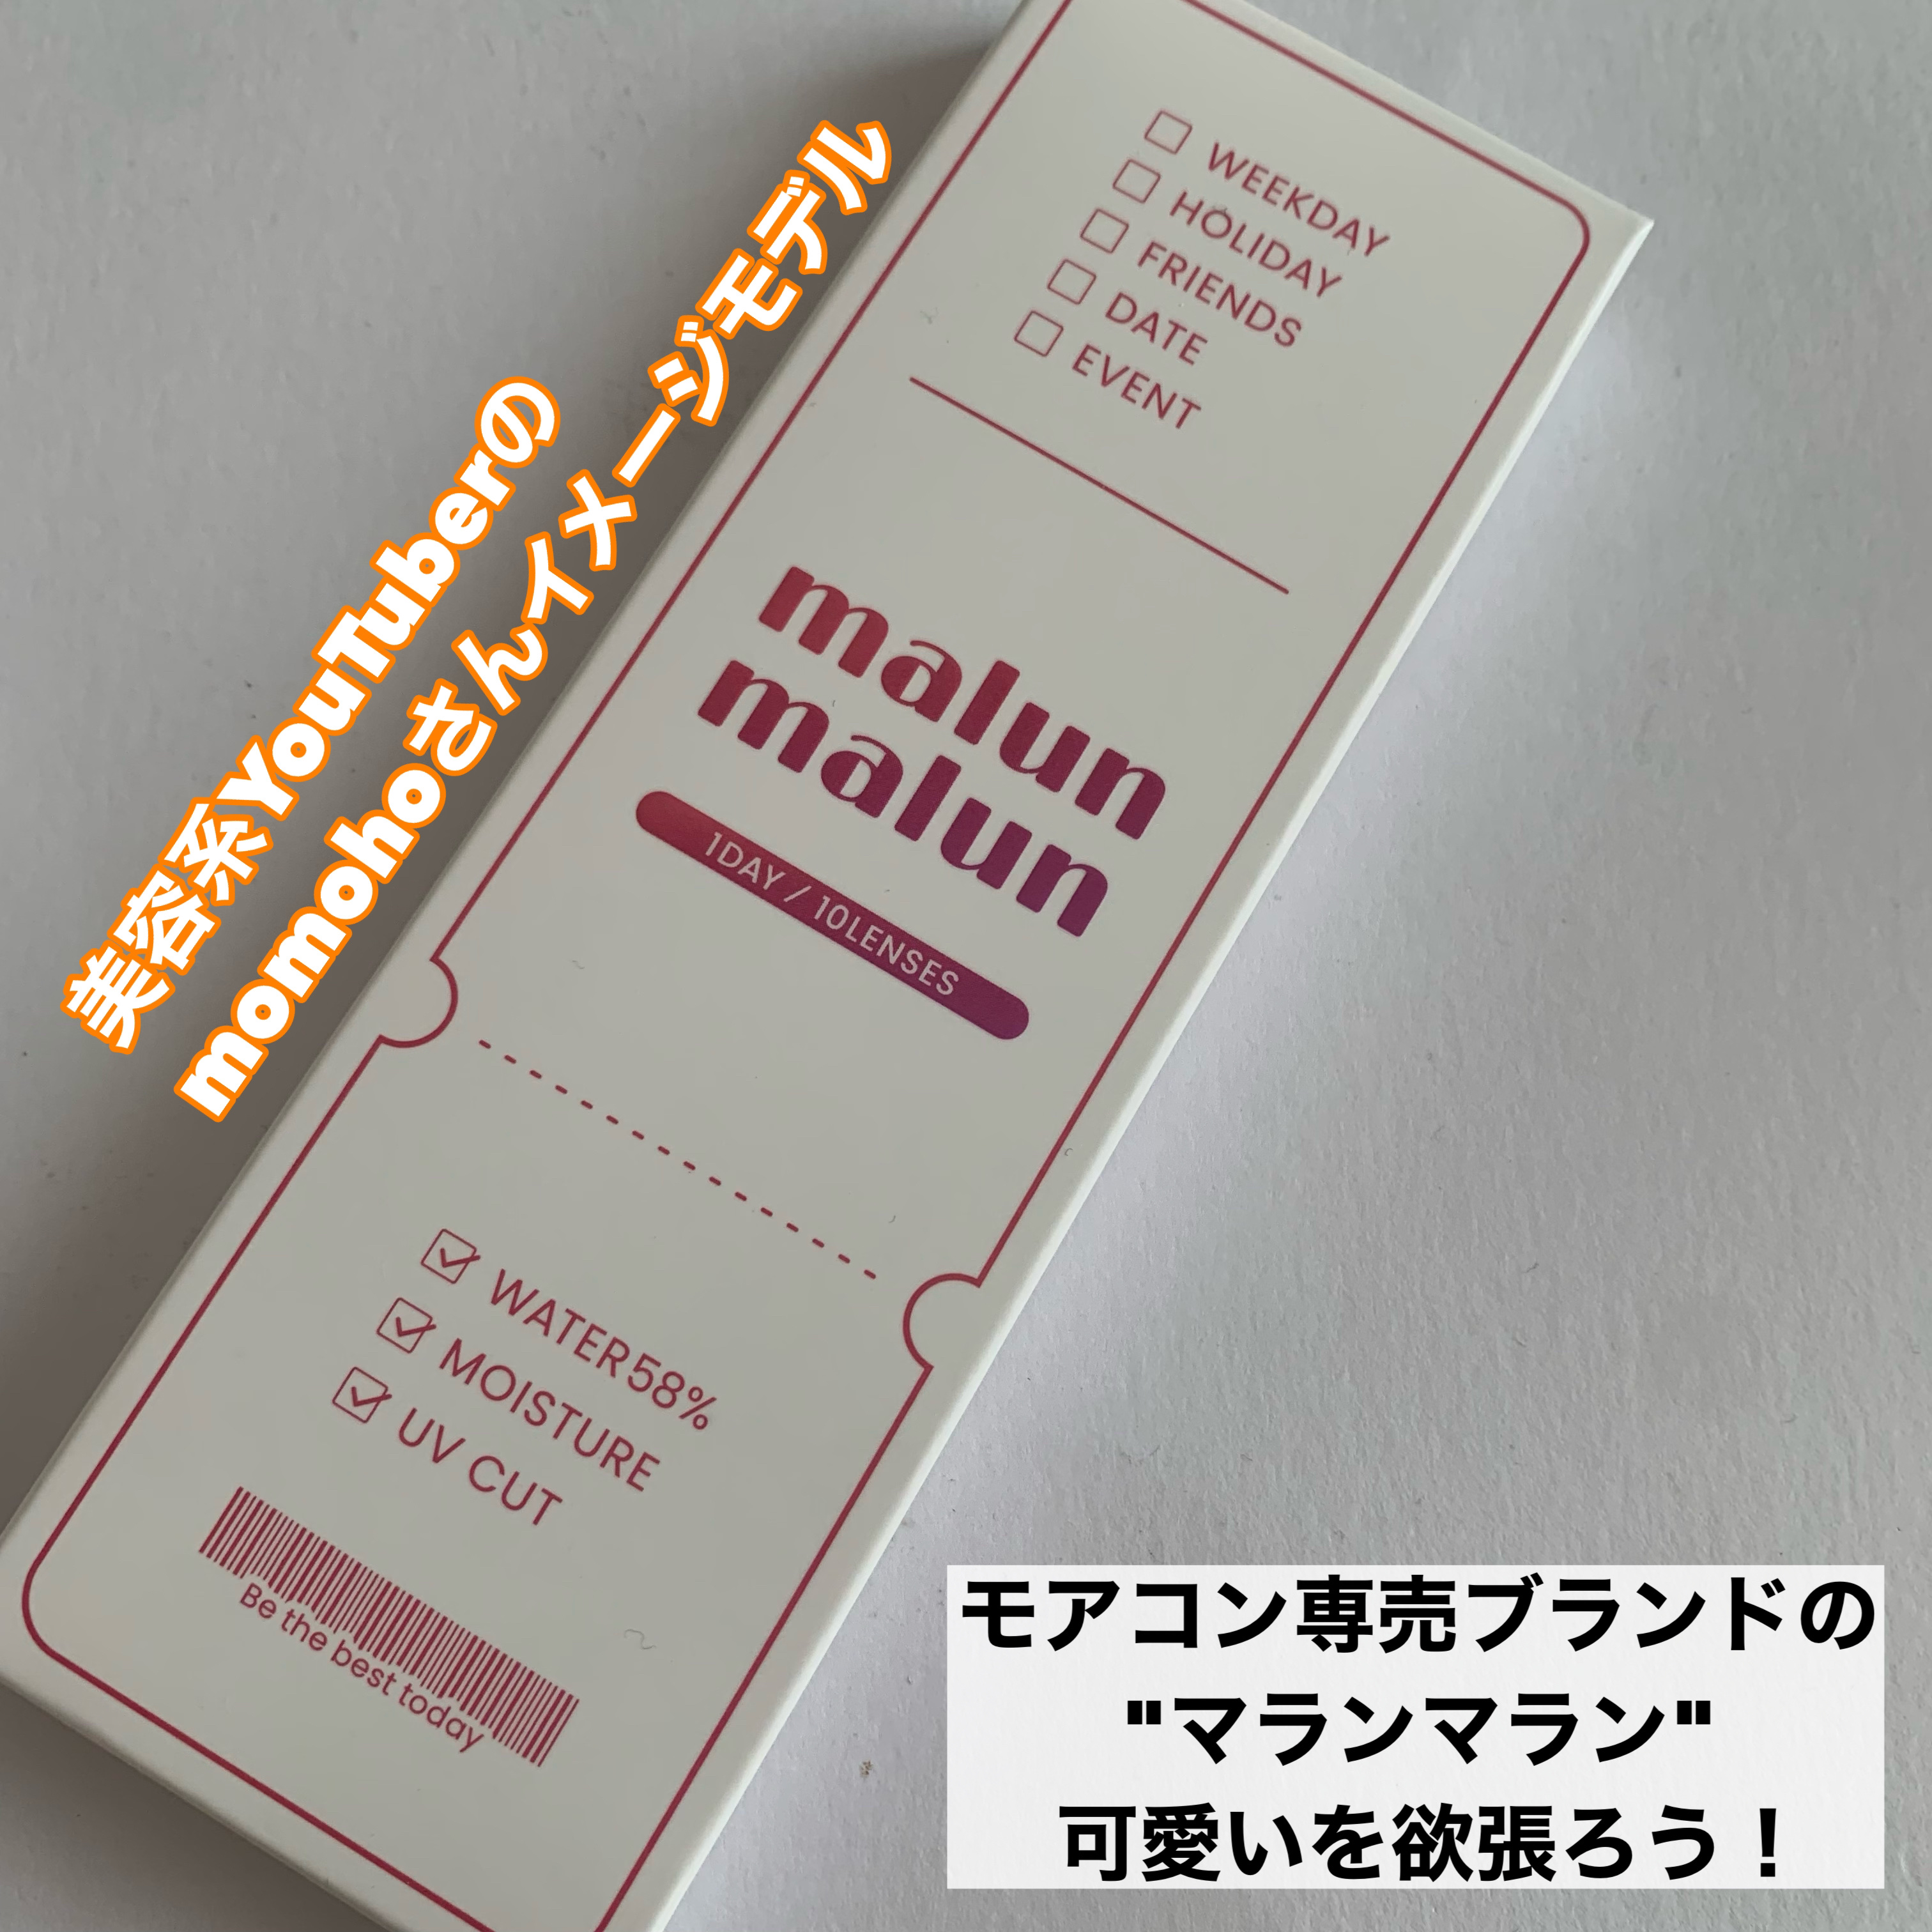 美容系YouTuberの
momohoさんイメージモデル
WEEKDAY
HOLIDAY
FRIENDS
DATE
EVENT
malun
malun
1DAY / 10LENSES
WATER58%
MOISTURE
UV CUT
Be the best today
モアコン専売ブランドの
"マランマラン"
可愛いを欲張ろう！